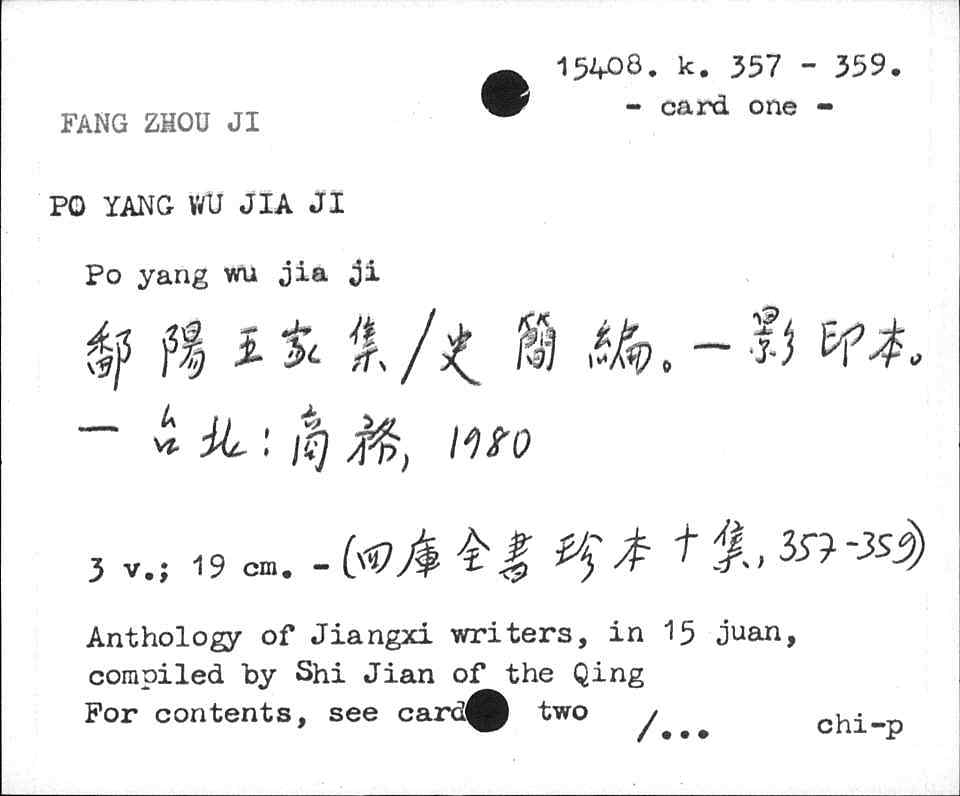 15408. k. 357 - 359.
- card one -
FANG ZHOU JI
PO YANG WU JIA JI
Po yang wu jia ji
鄱陽五家集/史簡編。—影印本。
— 台北: 商務, 1980
3 v.; 19 cm. - (四庫全書珍本十集, 357-359)
Anthology of Jiangxi writers, in 15 juan,
compiled by Shi Jian of the Qing
For contents, see card two
/...
chi-p